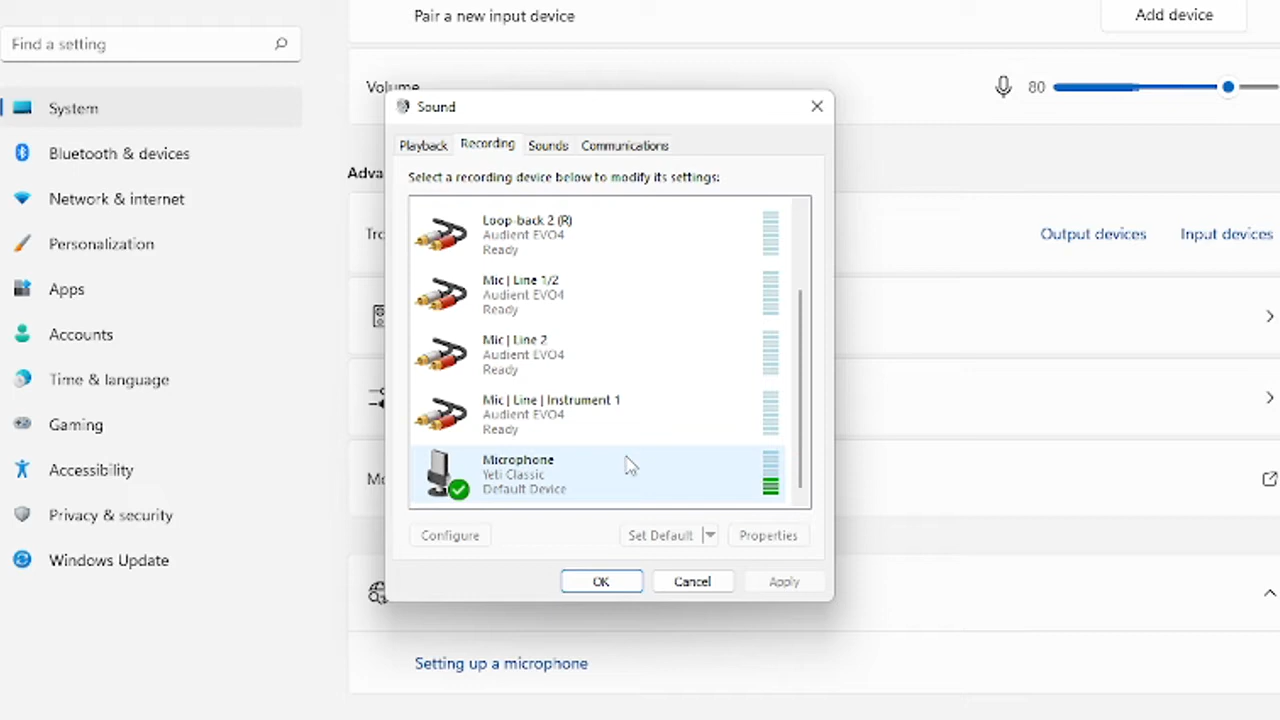 Pair a new input device
Add device
Find a setting
Volume
80
System
Sound
Playback
Recording
Sounds
Communications
Bluetooth & devices
Select a recording device below to modify its settings:
Network & internet
Loop-back 2 (R)
Audient EVO4
Ready
Output devices
Input devices
Personalization
Mic | Line 1/2
Audient EVO4
Ready
Apps
Accounts
Mic | Line 2
Audient EVO4
Ready
Time & language
Mic | Line | Instrument 1
Audient EVO4
Ready
Gaming
Accessibility
Microphone
Yeti Classic
Default Device
Privacy & security
Configure
Set Default
Properties
Windows Update
OK
Cancel
Apply
Setting up a microphone